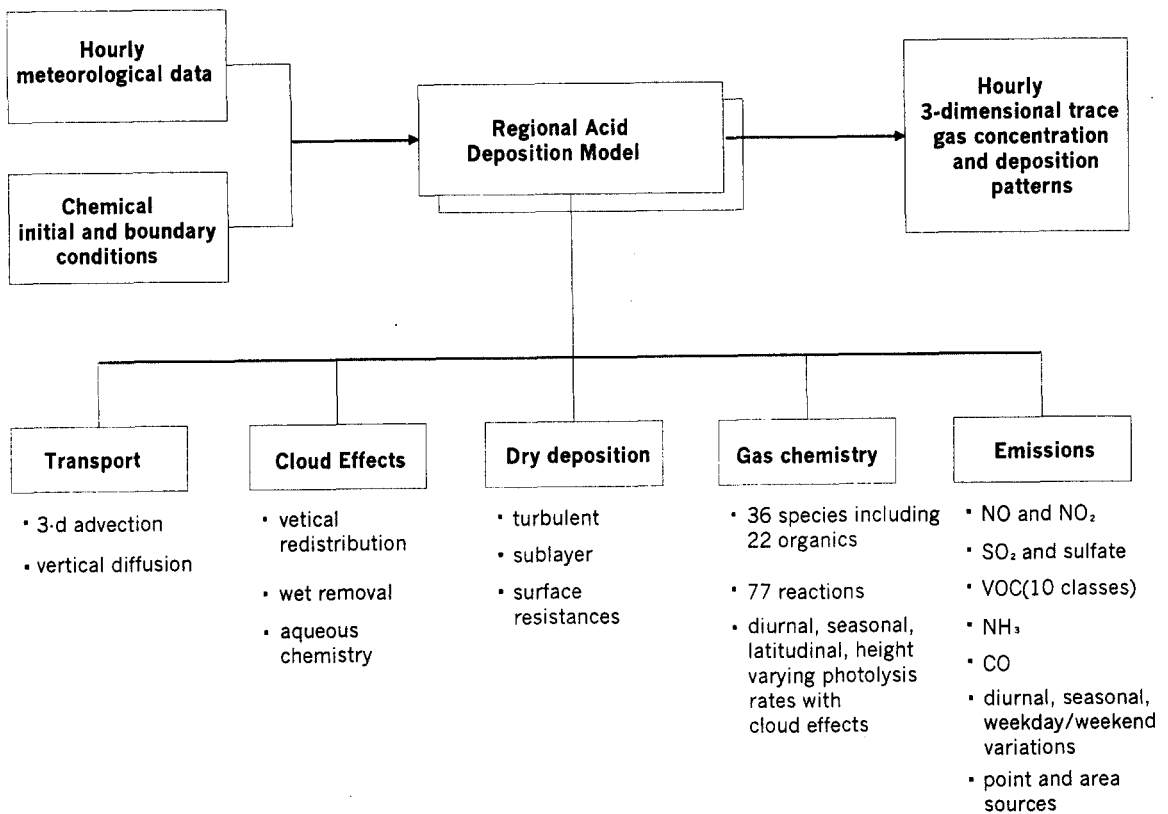 Hourly
meteorological data
Chemical
initial and boundary
conditions
Regional Acid
Deposition Model
Hourly
3-dimensional trace
gas concentration
and deposition
patterns
Transport
· 3-d advection
· vertical diffusion
Cloud Effects
· vetical
redistribution
· wet removal
· aqueous
chemistry
Dry deposition
· turbulent
· sublayer
· surface
resistances
Gas chemistry
· 36 species including
22 organics
· 77 reactions
· diurnal, seasonal,
latitudinal, height
varying photolysis
rates with
cloud effects
Emissions
· NO and NO₂
· SO₂ and sulfate
· VOC(10 classes)
· NH₃
· CO
· diurnal, seasonal,
weekday/weekend
variations
· point and area
sources